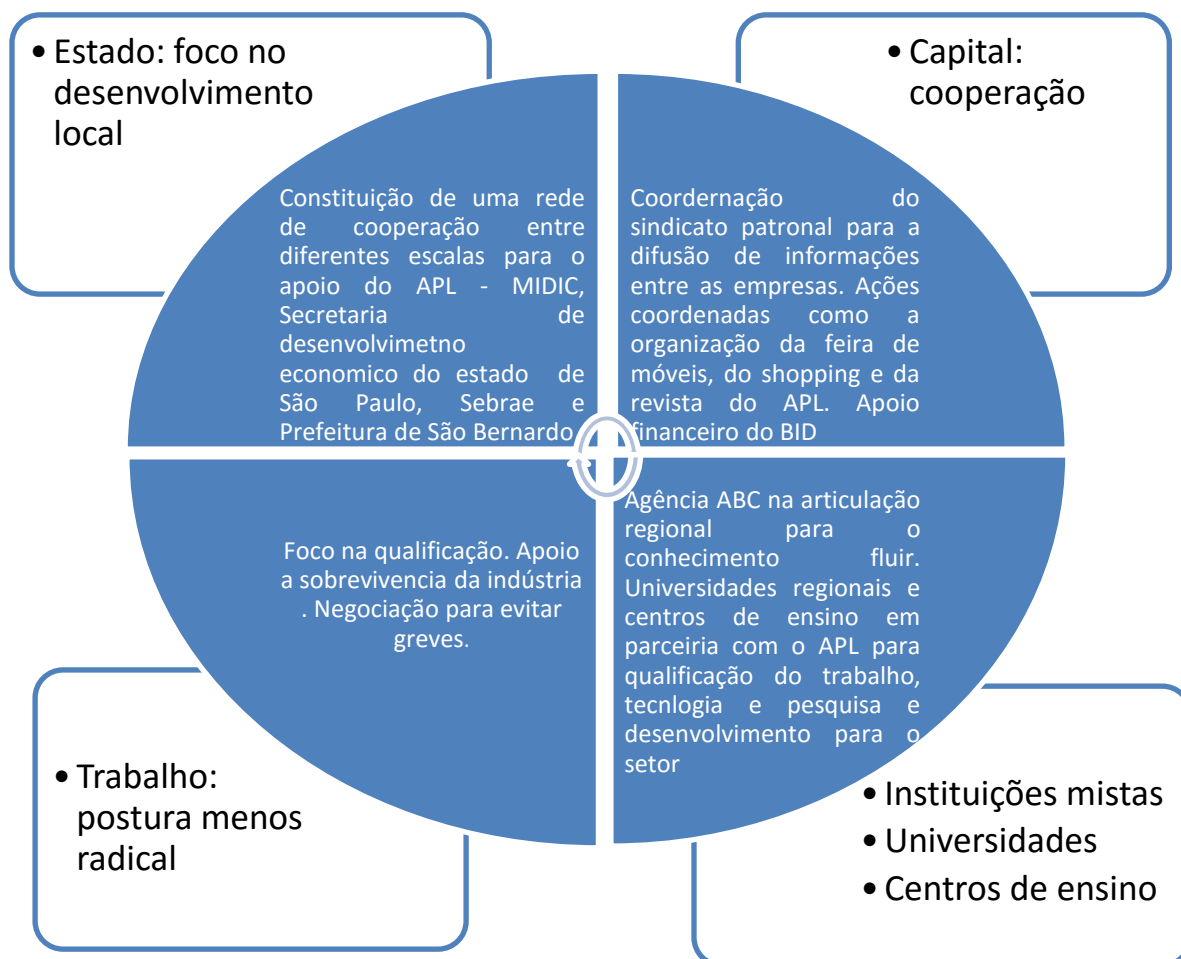 • Estado: foco no
desenvolvimento
local
• Capital:
cooperação
Constituição de uma rede
de cooperação entre
diferentes escalas para o
apoio do APL - MIDIC,
Secretaria de
desenvolvimetno
economico do estado de
São Paulo, Sebrae e
Prefeitura de São Bernardo
Coordernação do
sindicato patronal para a
difusão de informações
entre as empresas. Ações
coordenadas como a
organização da feira de
móveis, do shopping e da
revista do APL. Apoio
financeiro do BID
Foco na qualificação. Apoio
a sobrevivencia da indústria
. Negociação para evitar
greves.
Agência ABC na articulação
regional para o
conhecimento fluir.
Universidades regionais e
centros de ensino em
parceiria com o APL para
qualificação do trabalho,
tecnlogia e pesquisa e
desenvolvimento para o
setor
• Trabalho:
postura menos
radical
• Instituições mistas
• Universidades
• Centros de ensino